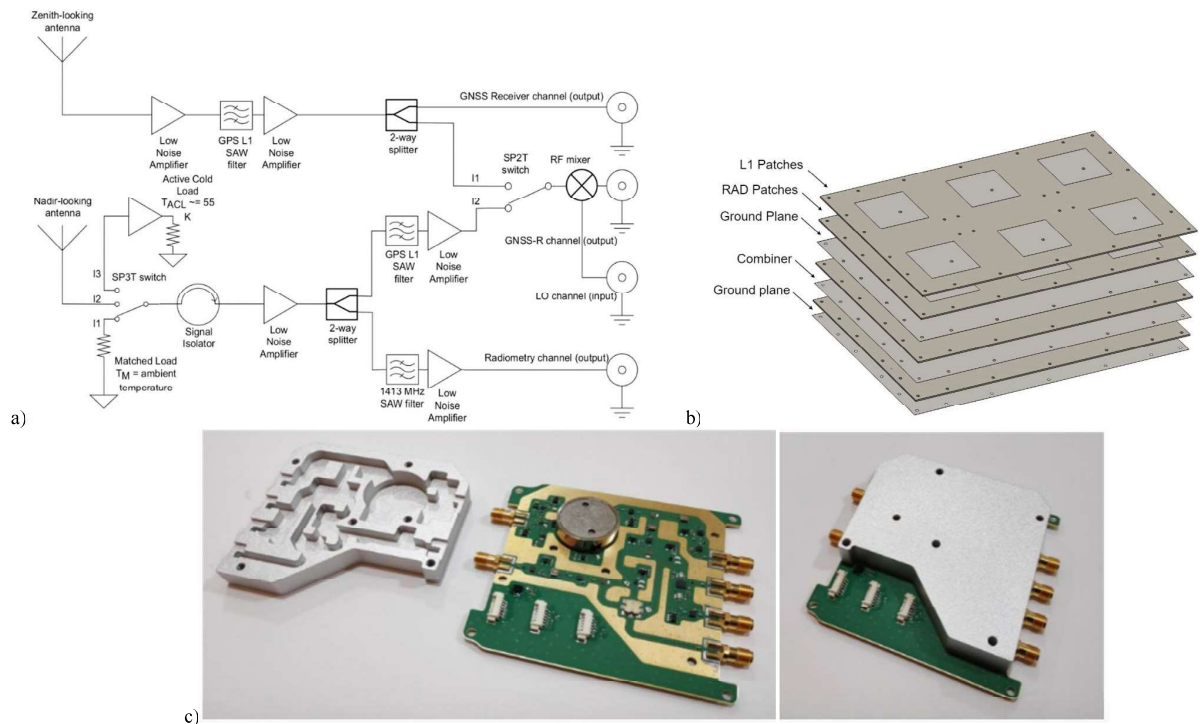 Zenith-looking
antenna
Low
Noise
Amplifier
GPS L1
SAW
filter
Low
Noise
Amplifier
2-way
splitter
GNSS Receiver channel (output)
SP2T
switch
RF mixer
I1
I2
GNSS-R channel (output)
LO channel (input)
Nadir-looking
antenna
Active Cold
Load
TACL ~= 55
K
SP3T switch
I3
I2
I1
Matched Load
TM = ambient
temperature
Signal
Isolator
Low
Noise
Amplifier
2-way
splitter
GPS L1
SAW
filter
Low
Noise
Amplifier
1413 MHz
SAW filter
Low
Noise
Amplifier
Radiometry channel (output)
a)
L1 Patches
RAD Patches
Ground Plane
Combiner
Ground plane
b)
c)